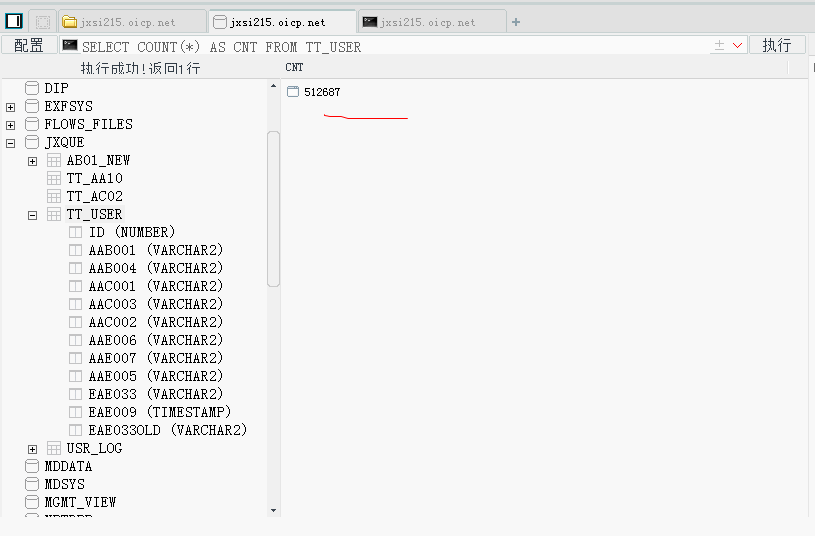 jxsi215.oicp.net jxsi215.oicp.net jxsi215.oicp.net
配置 SELECT COUNT(*) AS CNT FROM TT_USER 执行
执行成功!返回1行 CNT
512687
DIP
EXFSYS
FLOWS_FILES
JXQUE
AB01_NEW
TT_AA10
TT_AC02
TT_USER
ID (NUMBER)
AAB001 (VARCHAR2)
AAB004 (VARCHAR2)
AAC001 (VARCHAR2)
AAC003 (VARCHAR2)
AAC002 (VARCHAR2)
AAE006 (VARCHAR2)
AAE007 (VARCHAR2)
AAE005 (VARCHAR2)
EAE033 (VARCHAR2)
EAE009 (TIMESTAMP)
EAE033OLD (VARCHAR2)
USR_LOG
MDDATA
MDSYS
MGMT_VIEW